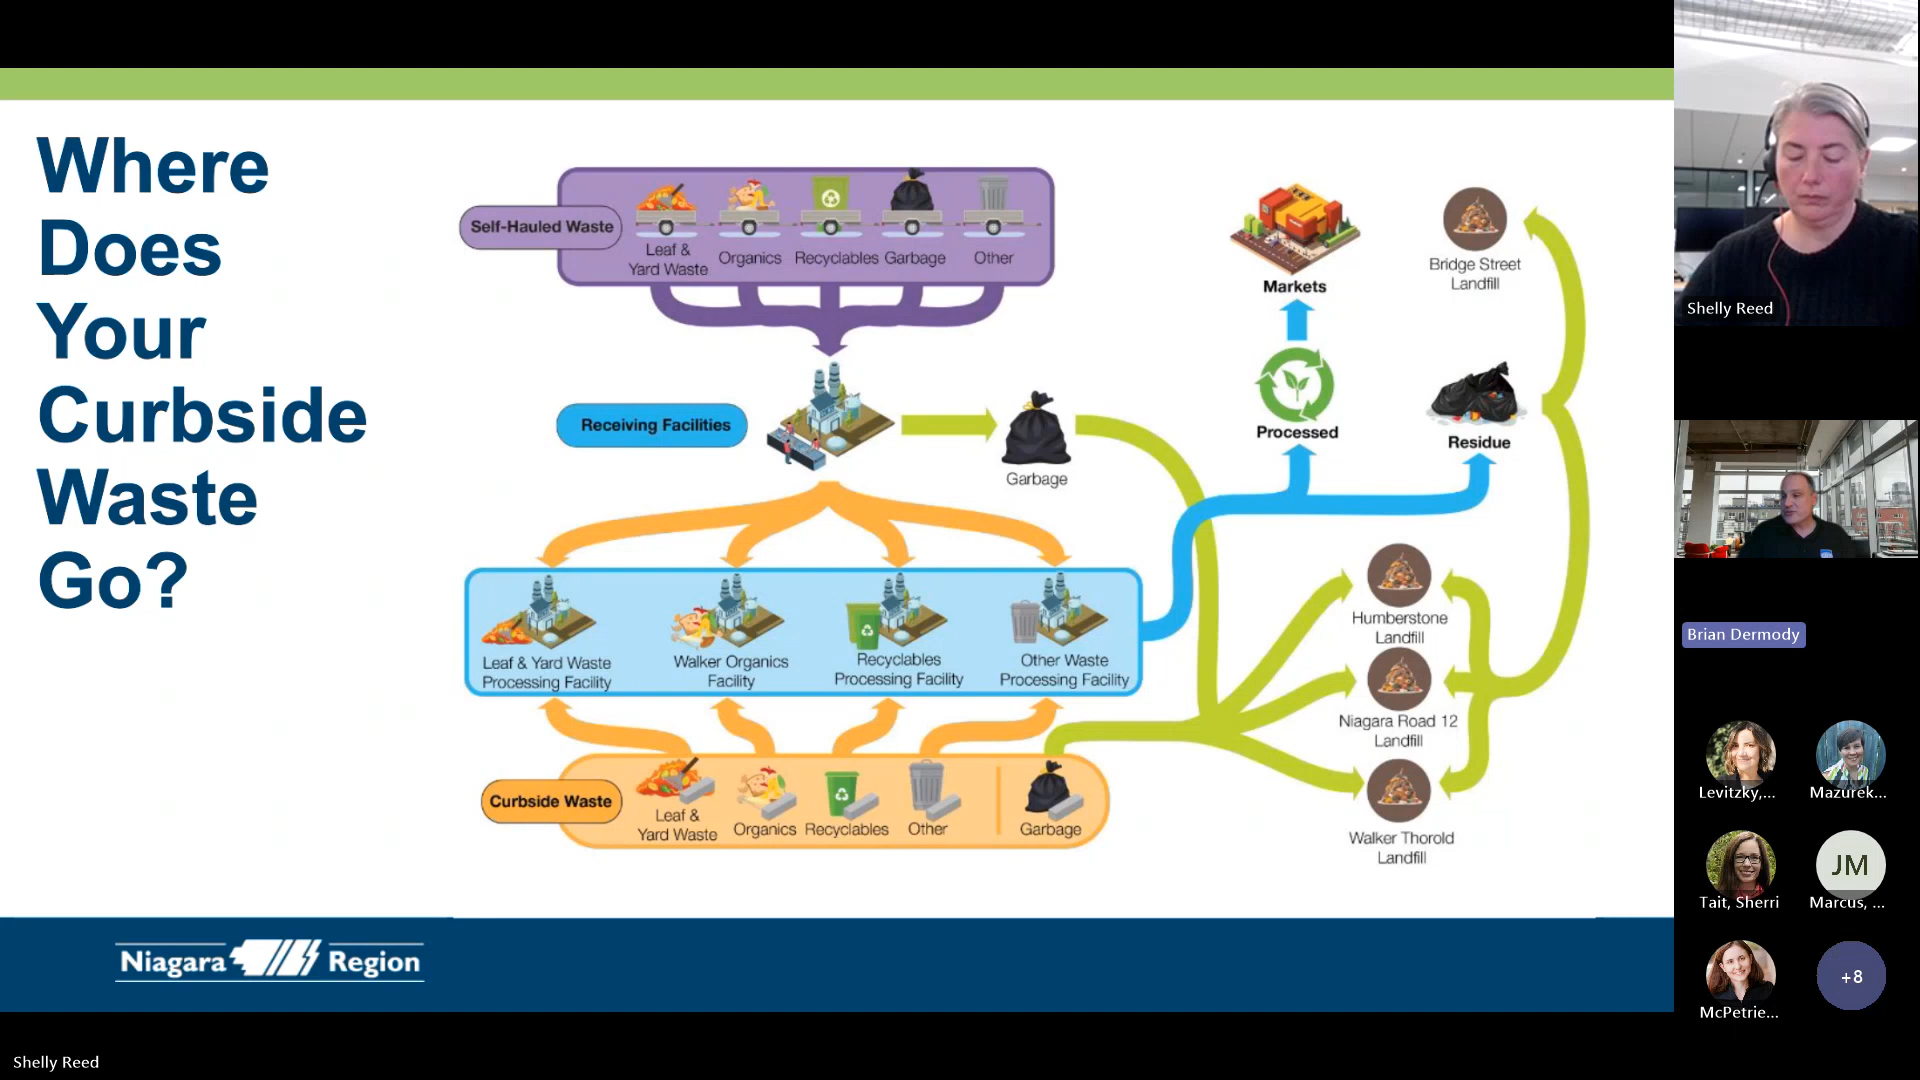 Where
Does
Your
Curbside
Waste
Go?
Self-Hauled Waste
Leaf &
Yard Waste
Organics
Recyclables
Garbage
Other
Markets
Bridge Street
Landfill
Receiving Facilities
Garbage
Processed
Residue
Leaf & Yard Waste
Processing Facility
Walker Organics
Facility
Recyclables
Processing Facility
Other Waste
Processing Facility
Humberstone
Landfill
Niagara Road 12
Landfill
Walker Thorold
Landfill
Curbside Waste
Leaf &
Yard Waste
Organics
Recyclables
Other
Garbage
Niagara Region
Shelly Reed
Shelly Reed
Brian Dermody
Levitzky,...
Mazurek...
Tait, Sherri
JM
Marcus, ...
McPetrie...
+8